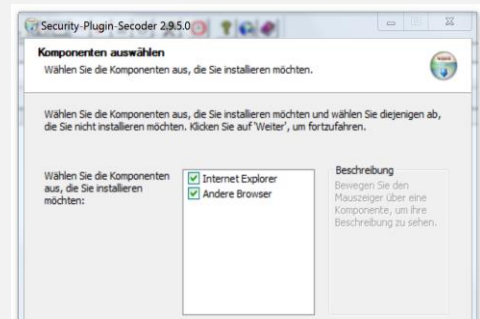 Security-Plugin-Secoder 2.9.5.0
Komponenten auswählen
Wählen Sie die Komponenten aus, die Sie installieren möchten.
Wählen Sie die Komponenten aus, die Sie installieren möchten und wählen Sie diejenigen ab,
die Sie nicht installieren möchten. Klicken Sie auf 'Weiter', um fortzufahren.
Wählen Sie die Komponenten
aus, die Sie installieren
möchten:
Internet Explorer
Andere Browser
Beschreibung
Bewegen Sie den
Mauszeiger über eine
Komponente, um ihre
Beschreibung zu sehen.